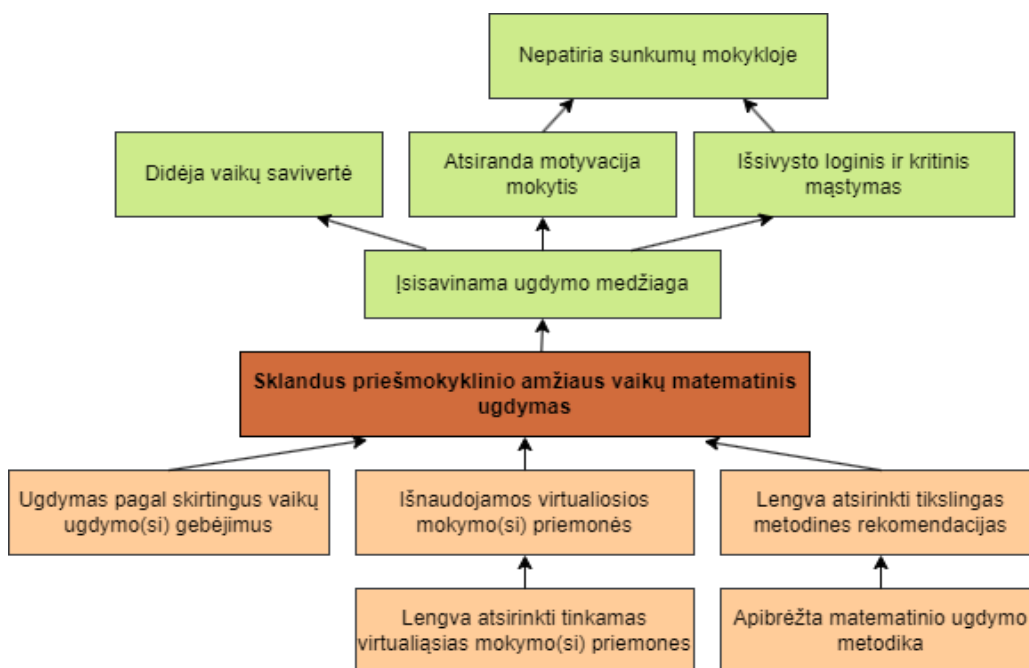 Nepatiria sunkumų mokykloje
Didėja vaikų savivertė
Atsiranda motyvacija
mokytis
Išsivysto loginis ir kritinis
mąstymas
Įsisavinama ugdymo medžiaga
Sklandus priešmokyklinio amžiaus vaikų matematinis
ugdymas
Ugdymas pagal skirtingus vaikų
ugdymo(si) gebėjimus
Išnaudojamos virtualiosios
mokymo(si) priemonės
Lengva atsirinkti tikslingas
metodines rekomendacijas
Lengva atsirinkti tinkamas
virtualiąsias mokymo(si) priemones
Apibrėžta matematinio ugdymo
metodika